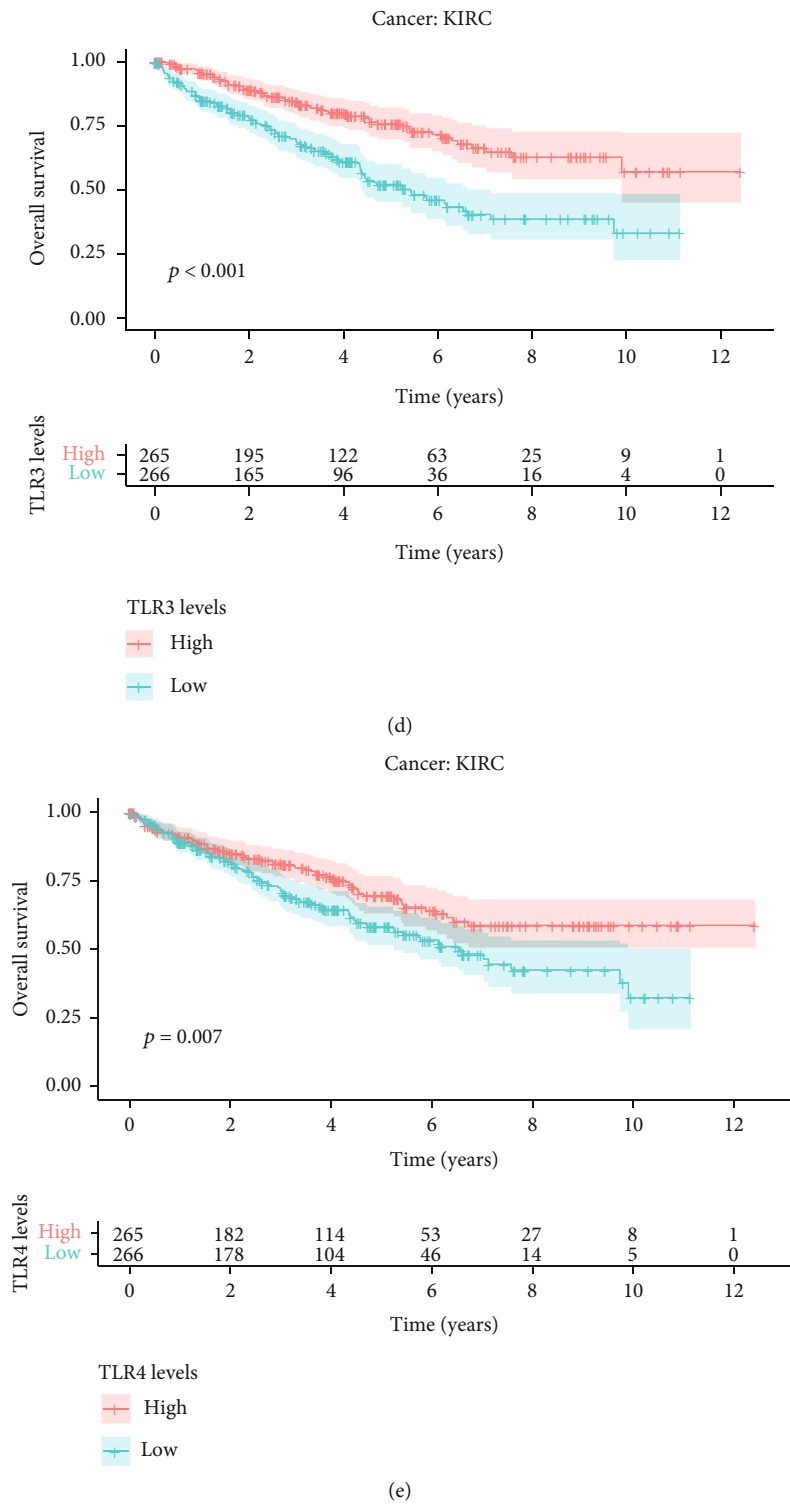 Cancer: KIRC
1.00
0.75
0.50
0.25
0.00
Overall survival
p < 0.001
0 2 4 6 8 10 12
Time (years)
TLR3 levels
High 265 195 122 63 25 9 1
Low 266 165 96 36 16 4 0
0 2 4 6 8 10 12
Time (years)
TLR3 levels
High
Low
(d)
Cancer: KIRC
1.00
0.75
0.50
0.25
0.00
Overall survival
p = 0.007
0 2 4 6 8 10 12
Time (years)
TLR4 levels
High 265 182 114 53 27 8 1
Low 266 178 104 46 14 5 0
0 2 4 6 8 10 12
Time (years)
TLR4 levels
High
Low
(e)